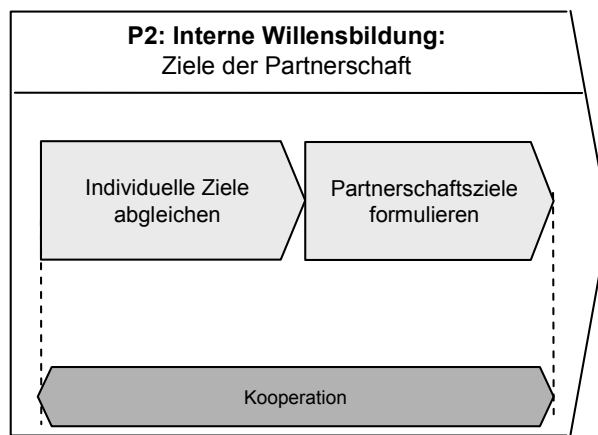 P2: Interne Willensbildung:
Ziele der Partnerschaft
Individuelle Ziele
abgleichen
Partnerschaftsziele
formulieren
Kooperation